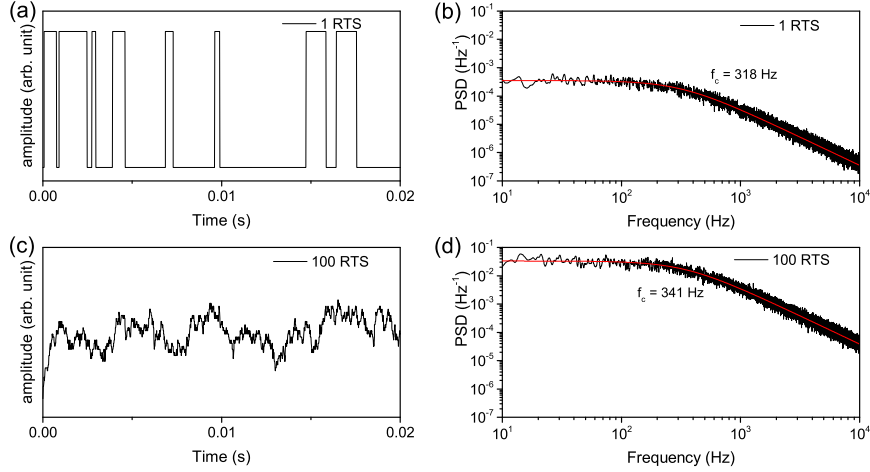 (a)
1 RTS
amplitude (arb. unit)
0.00 0.01 0.02
Time (s)
(b)
1 RTS
PSD (Hz⁻¹)
10⁻¹
10⁻²
10⁻³
10⁻⁴
10⁻⁵
10⁻⁶
10⁻⁷
f_c = 318 Hz
10¹ 10² 10³ 10⁴
Frequency (Hz)
(c)
100 RTS
amplitude (arb. unit)
0.00 0.01 0.02
Time (s)
(d)
100 RTS
PSD (Hz⁻¹)
10⁻¹
10⁻²
10⁻³
10⁻⁴
10⁻⁵
10⁻⁶
10⁻⁷
f_c = 341 Hz
10¹ 10² 10³ 10⁴
Frequency (Hz)